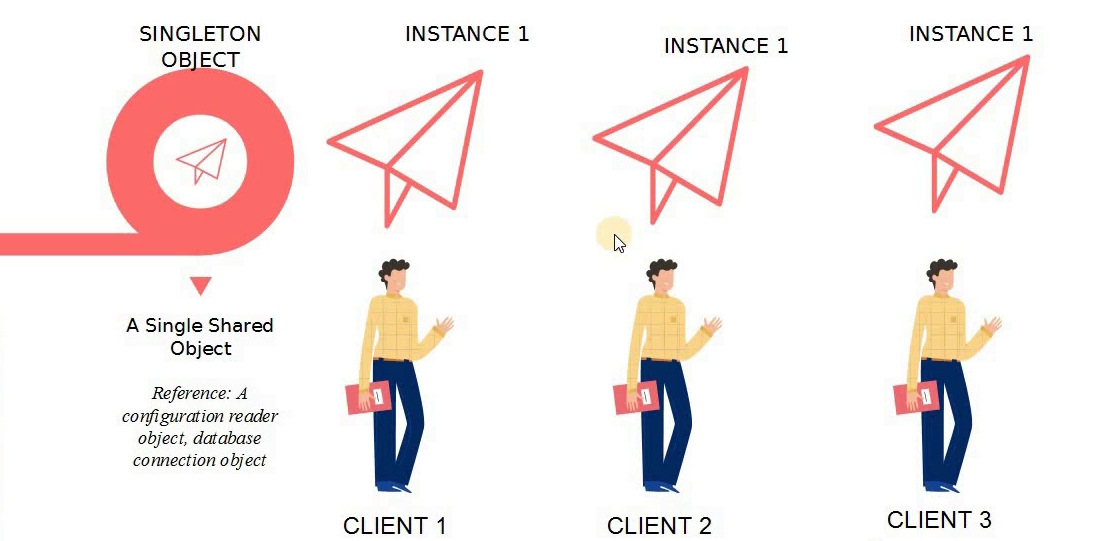 SINGLETON
OBJECT
INSTANCE 1
INSTANCE 1
INSTANCE 1
A Single Shared
Object
Reference: A
configuration reader
object, database
connection object
CLIENT 1
CLIENT 2
CLIENT 3